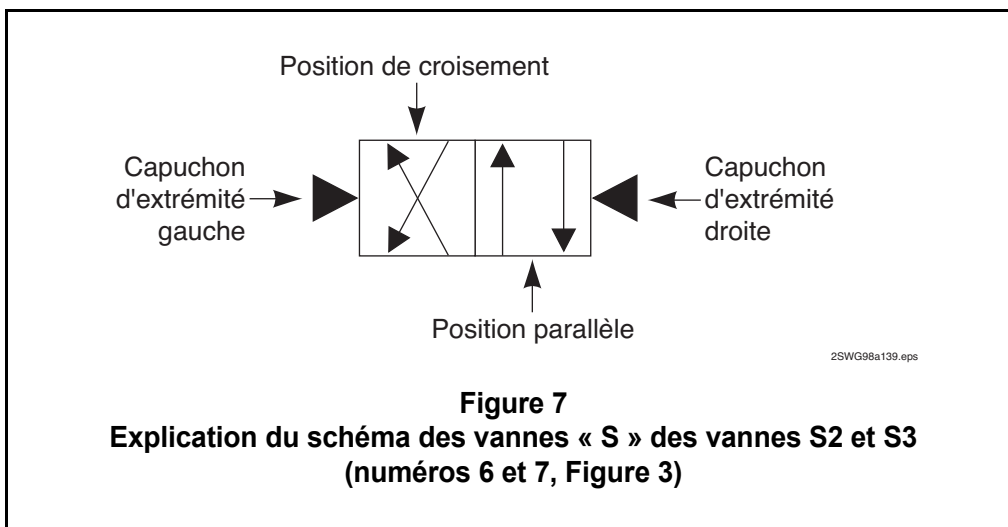 Position de croisement
Capuchon
d'extrémité
gauche
Capuchon
d'extrémité
droite
Position parallèle
2SWG98a139.eps
Figure 7
Explication du schéma des vannes « S » des vannes S2 et S3
(numéros 6 et 7, Figure 3)